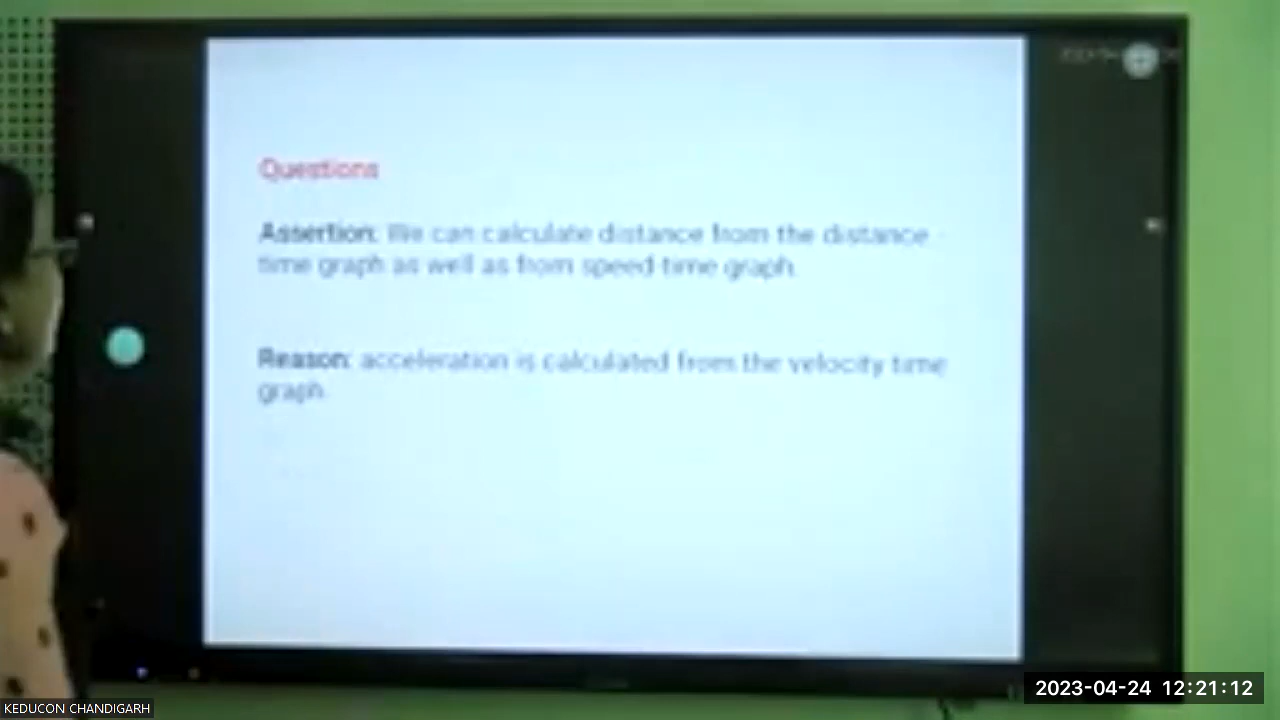 Questions
Assertion: We can calculate distance from the distance -
time graph as well as from speed time graph.
Reason: acceleration is calculated from the velocity time
graph.
2023-04-24 12:21:12
KEDUCON CHANDIGARH